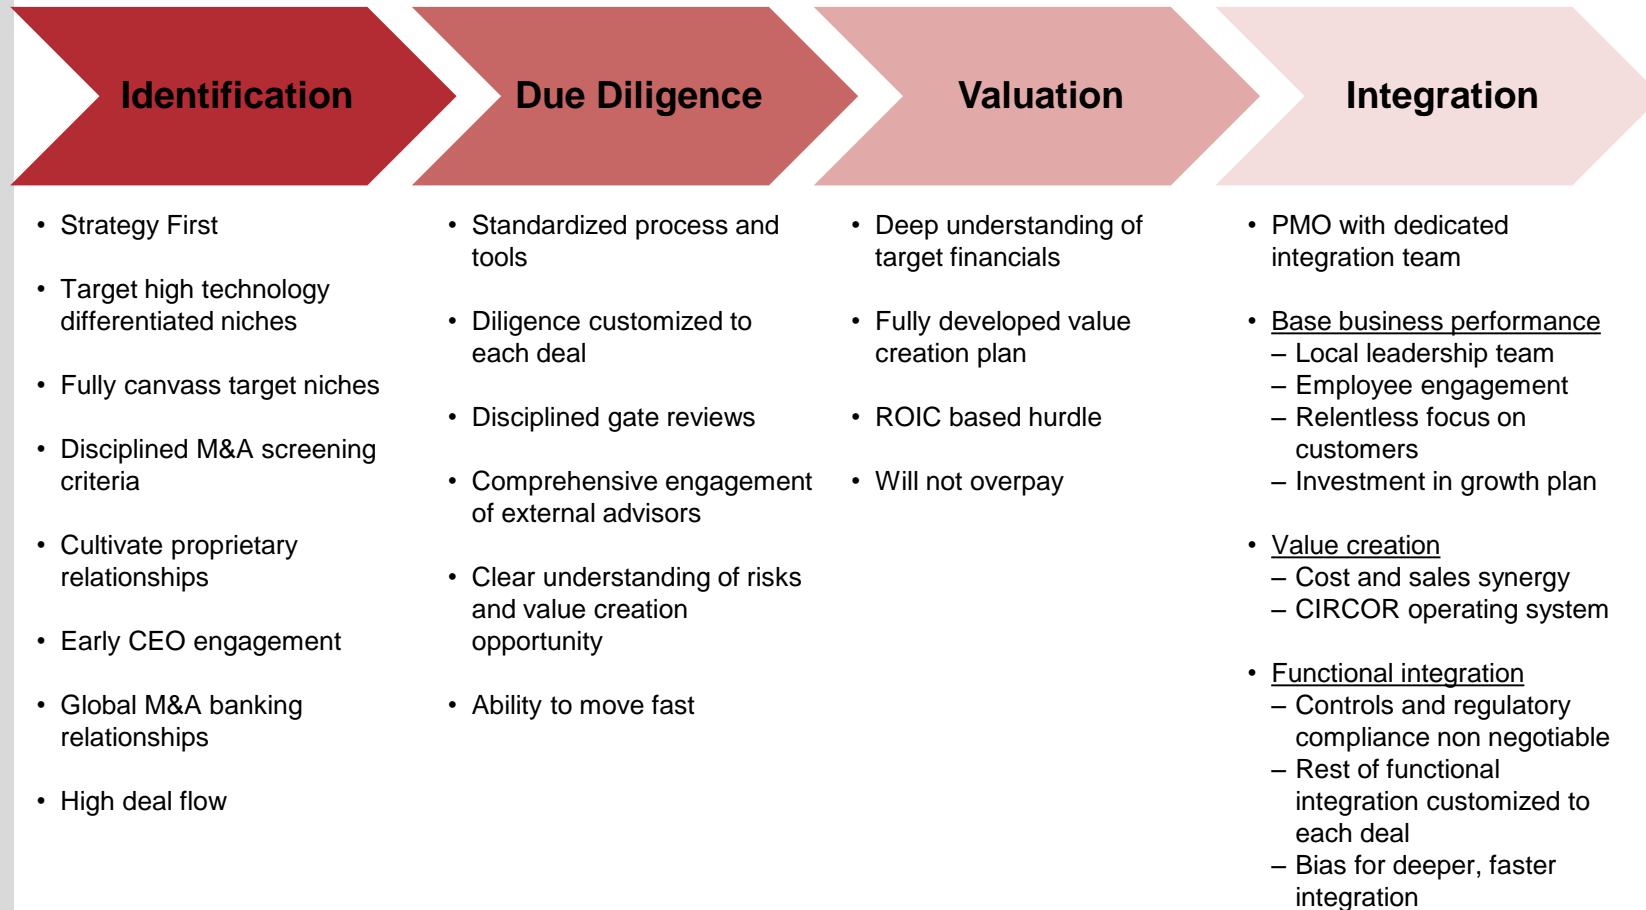 Identification
Due Diligence
Valuation
Integration
• Strategy First
• Target high technology
differentiated niches
• Fully canvass target niches
• Disciplined M&A screening
criteria
• Cultivate proprietary
relationships
• Early CEO engagement
• Global M&A banking
relationships
• High deal flow
• Standardized process and
tools
• Diligence customized to
each deal
• Disciplined gate reviews
• Comprehensive engagement
of external advisors
• Clear understanding of risks
and value creation
opportunity
• Ability to move fast
• Deep understanding of
target financials
• Fully developed value
creation plan
• ROIC based hurdle
• Will not overpay
• PMO with dedicated
integration team
• Base business performance
– Local leadership team
– Employee engagement
– Relentless focus on
customers
– Investment in growth plan
• Value creation
– Cost and sales synergy
– CIRCOR operating system
• Functional integration
– Controls and regulatory
compliance non negotiable
– Rest of functional
integration customized to
each deal
– Bias for deeper, faster
integration